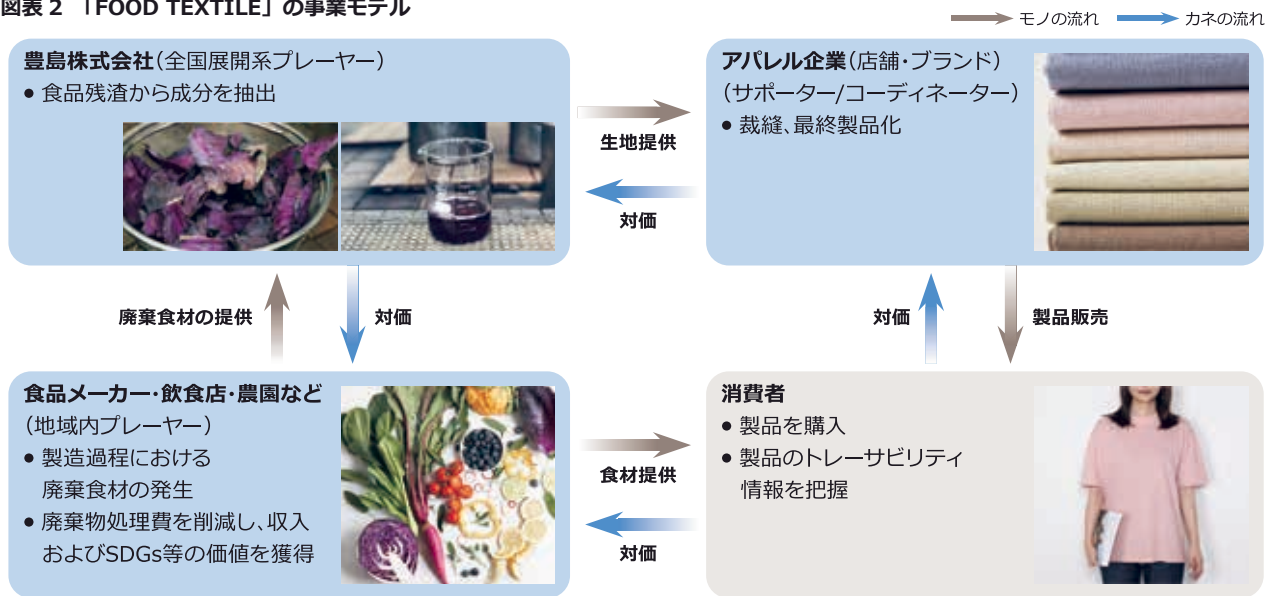 図表2 「FOOD TEXTILE」の事業モデル
モノの流れ カネの流れ
豊島株式会社(全国展開系プレーヤー)
● 食品残渣から成分を抽出
生地提供
対価
アパレル企業(店舗・ブランド)
(サポーター/コーディネーター)
● 裁縫、最終製品化
廃棄食材の提供
対価
対価
製品販売
食品メーカー・飲食店・農園など
(地域内プレーヤー)
● 製造過程における
廃棄食材の発生
● 廃棄物処理費を削減し、収入
およびSDGs等の価値を獲得
食材提供
対価
消費者
● 製品を購入
● 製品のトレーサビリティ
情報を把握